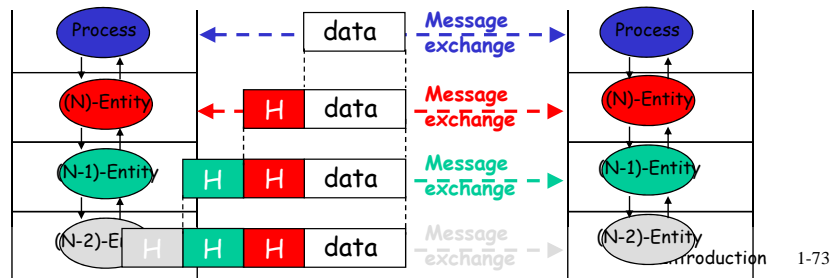 Process data Message exchange Process
(N)-Entity H data Message exchange (N)-Entity
(N-1)-Entity H H data Message exchange (N-1)-Entity
(N-2)-E H H H data Message exchange (N-2)-Entity
1-73